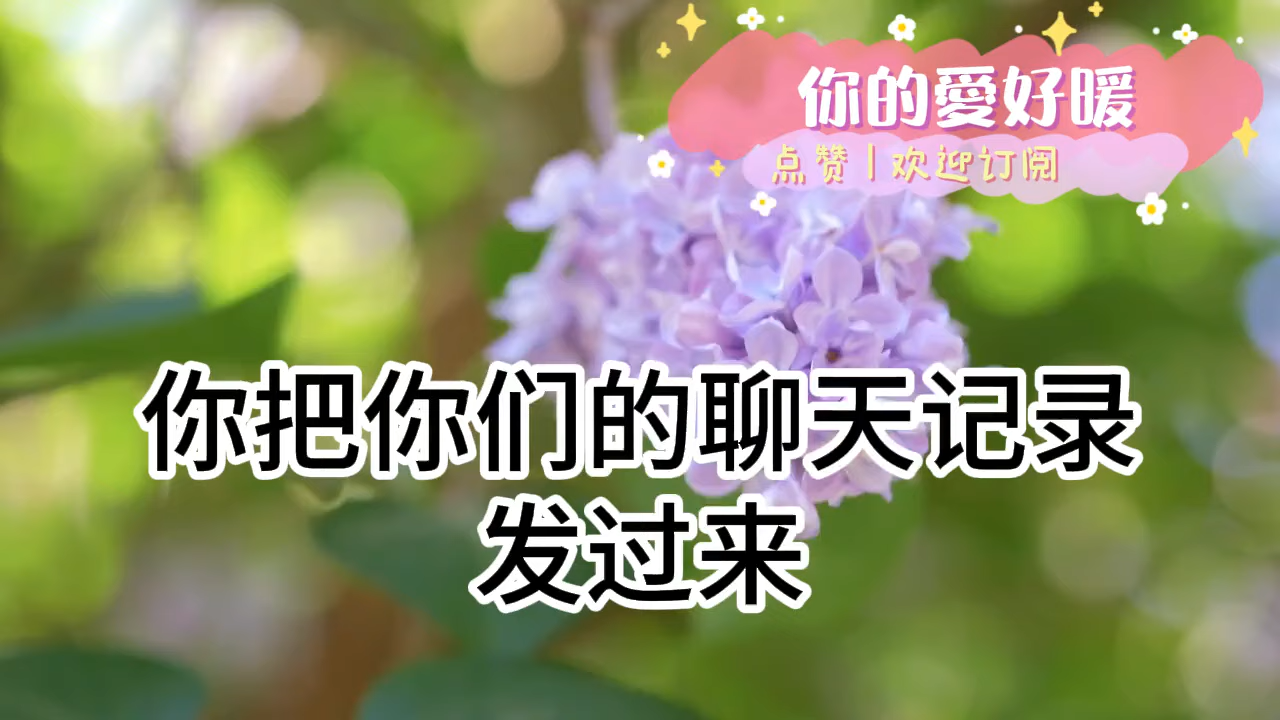 你的愛好暖
点赞 | 欢迎订阅
你把你们的聊天记录
发过来